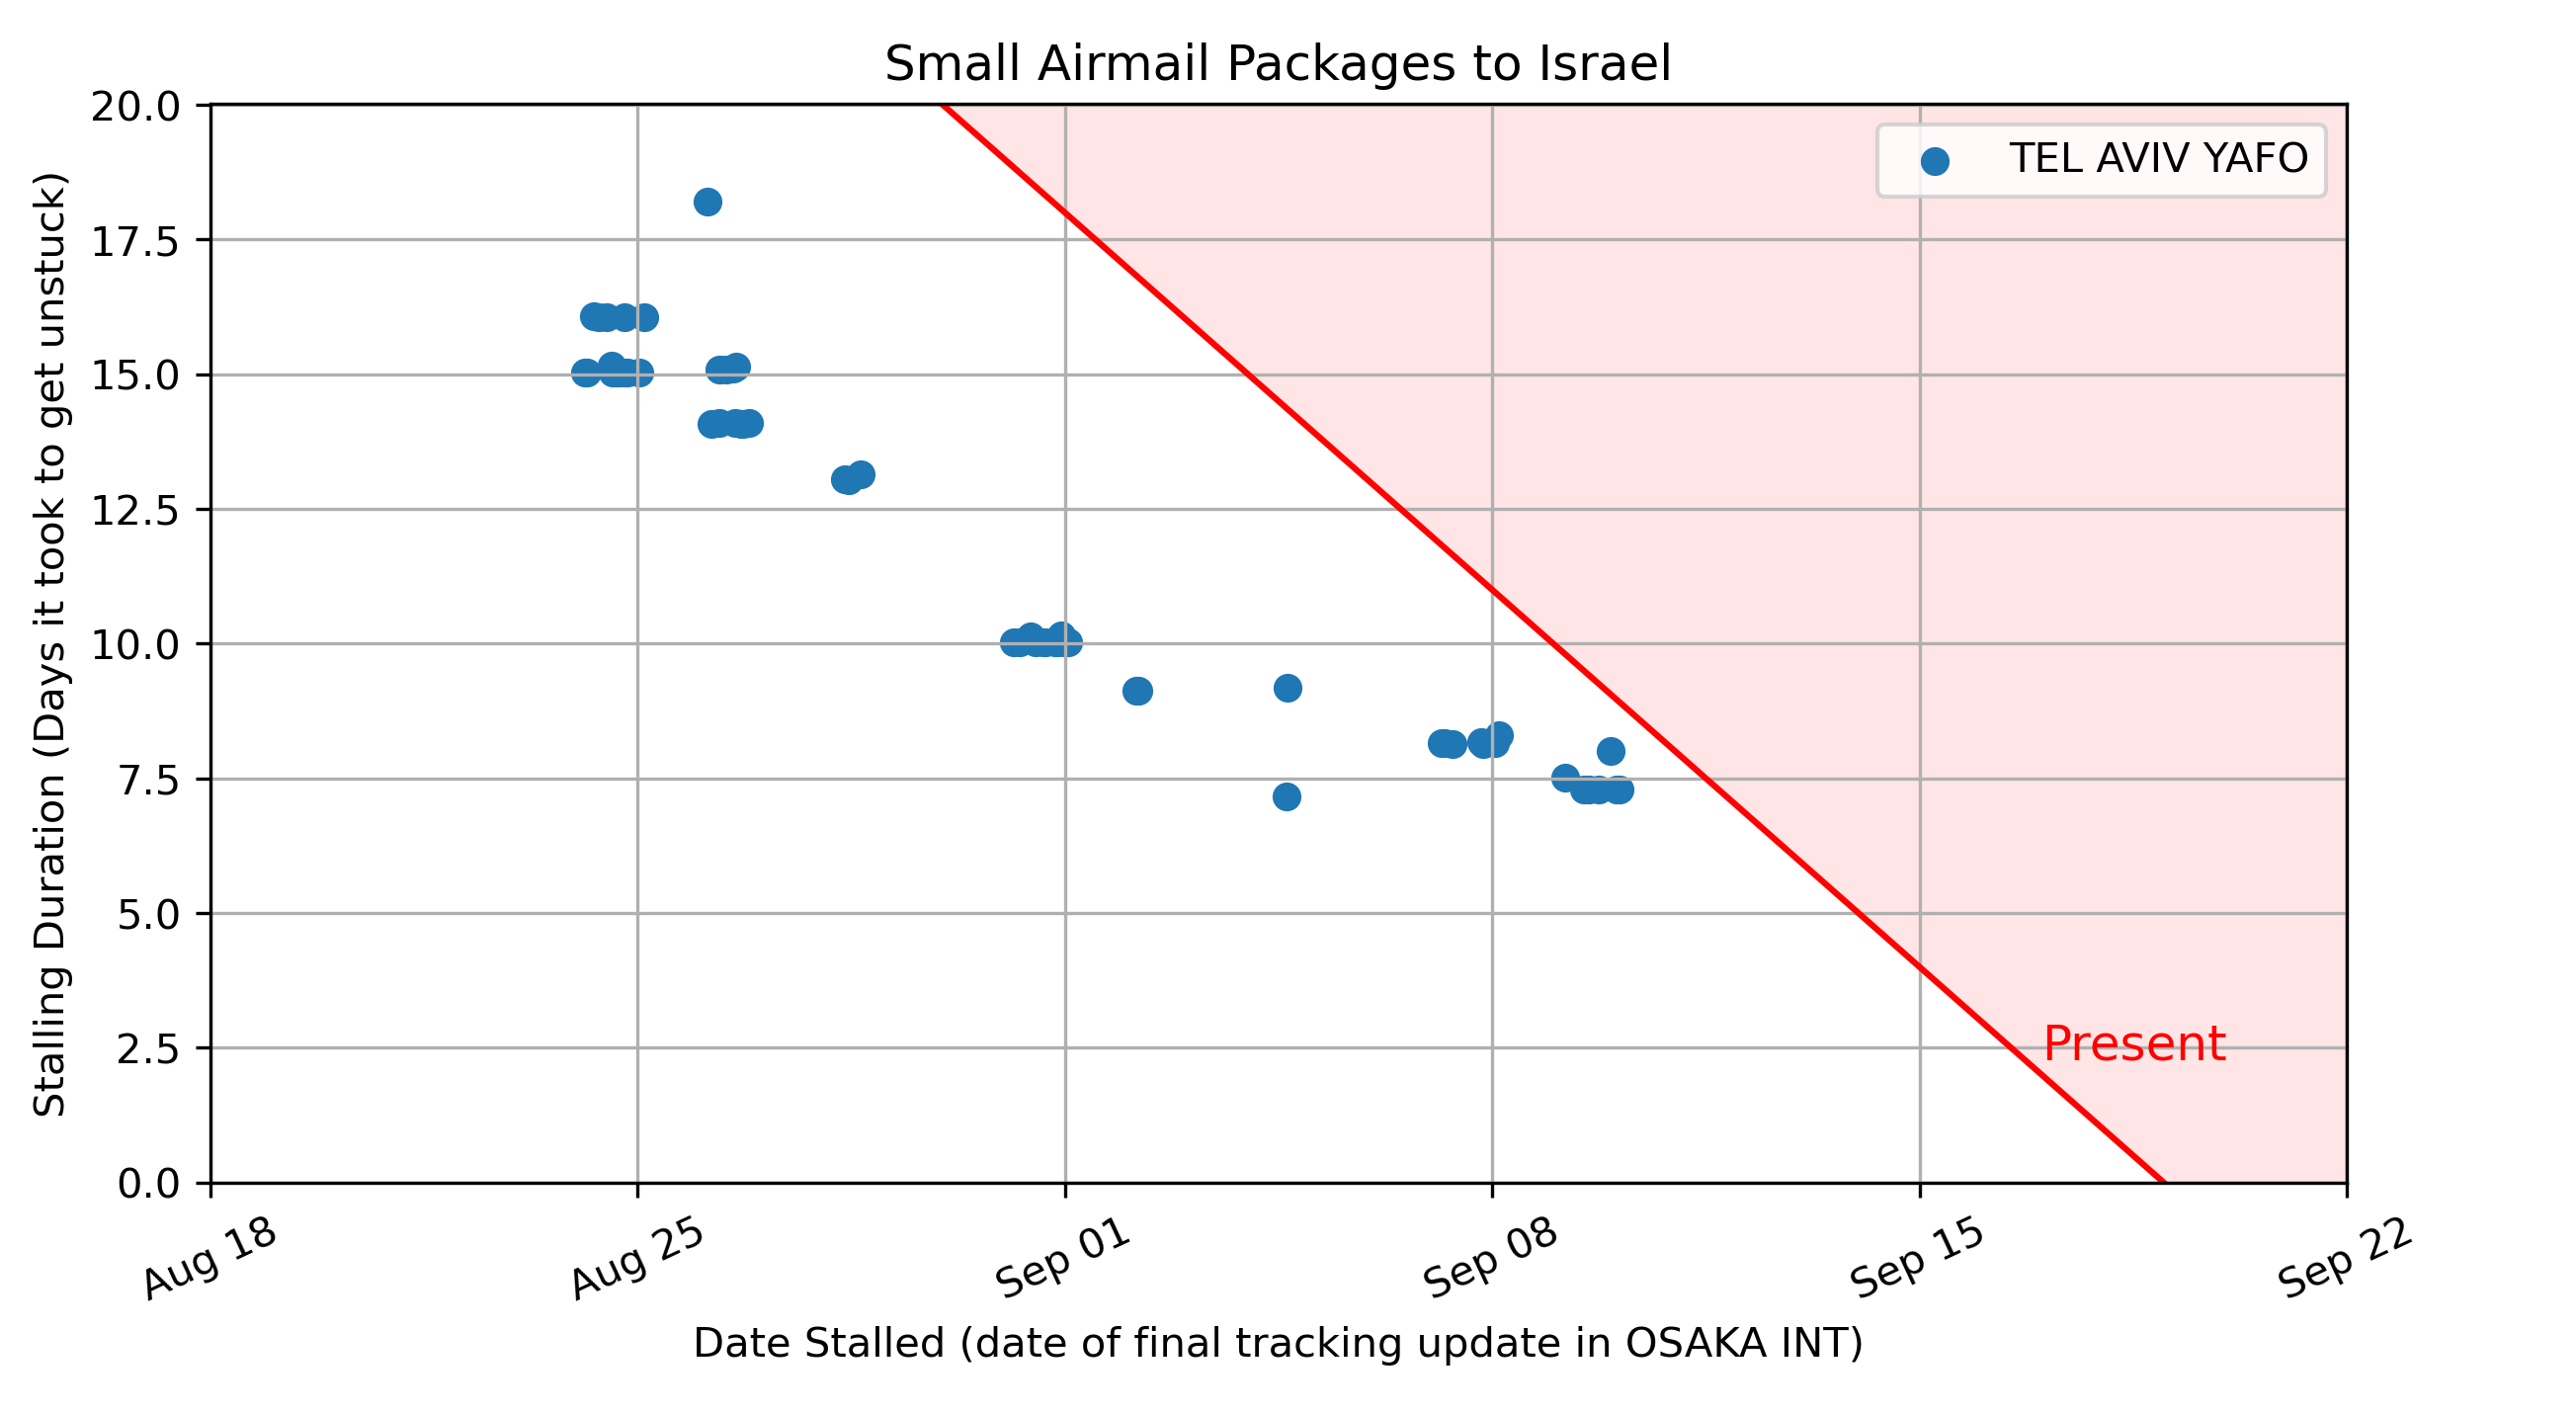 Small Airmail Packages to Israel
TEL AVIV YAFO
Stalling Duration (Days it took to get unstuck)
20.0
17.5
15.0
12.5
10.0
7.5
5.0
2.5
0.0
Present
Aug 18
Aug 25
Sep 01
Sep 08
Sep 15
Sep 22
Date Stalled (date of final tracking update in OSAKA INT)